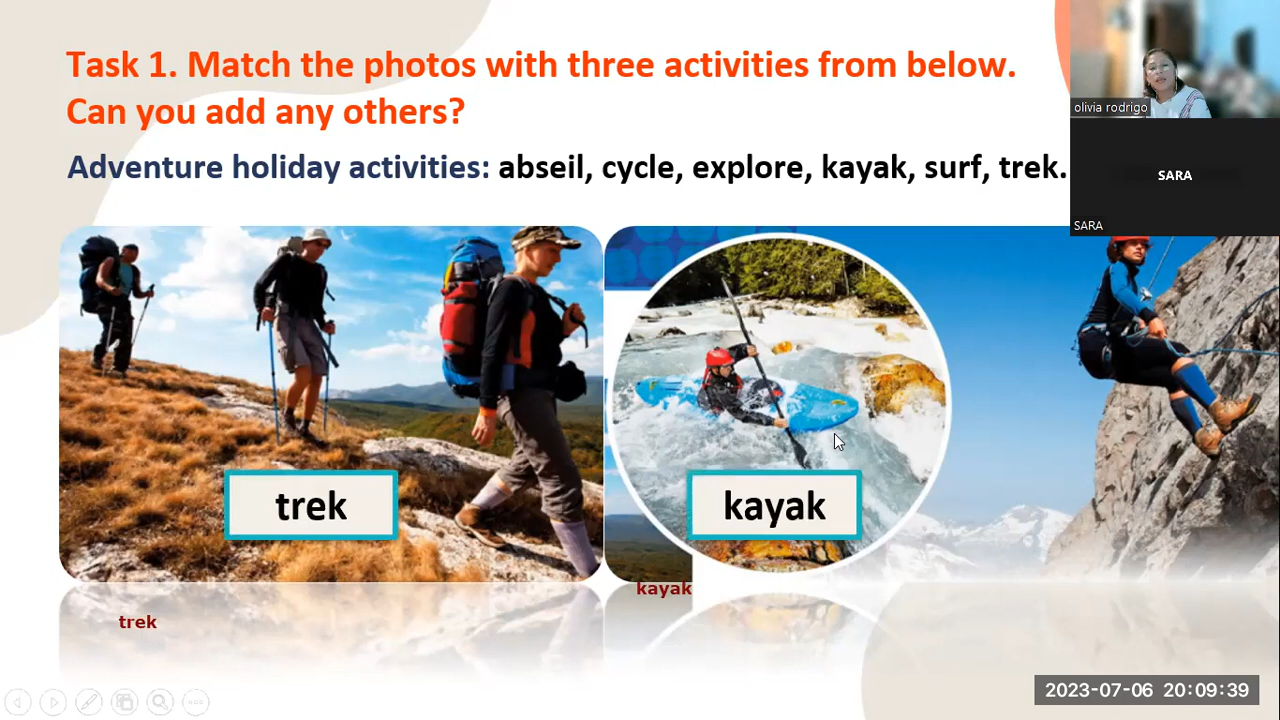 Task 1. Match the photos with three activities from below.
Can you add any others?
Adventure holiday activities: abseil, cycle, explore, kayak, surf, trek.
olivia rodrigo
SARA
SARA
trek
kayak
kayak
trek
2023-07-06 20:09:39